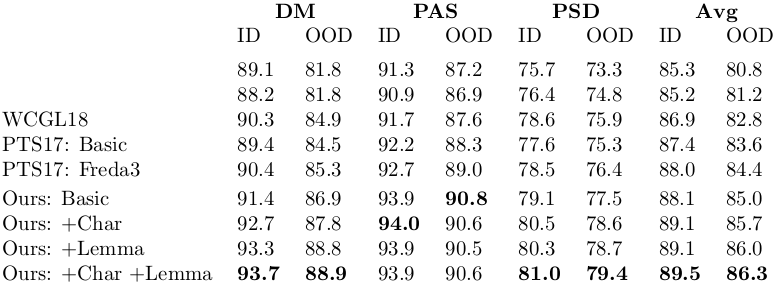 DM PAS PSD Avg
ID OOD ID OOD ID OOD ID OOD
89.1 81.8 91.3 87.2 75.7 73.3 85.3 80.8
88.2 81.8 90.9 86.9 76.4 74.8 85.2 81.2
WCGL18 90.3 84.9 91.7 87.6 78.6 75.9 86.9 82.8
PTS17: Basic 89.4 84.5 92.2 88.3 77.6 75.3 87.4 83.6
PTS17: Freda3 90.4 85.3 92.7 89.0 78.5 76.4 88.0 84.4
Ours: Basic 91.4 86.9 93.9 90.8 79.1 77.5 88.1 85.0
Ours: +Char 92.7 87.8 94.0 90.6 80.5 78.6 89.1 85.7
Ours: +Lemma 93.3 88.8 93.9 90.5 80.3 78.7 89.1 86.0
Ours: +Char +Lemma 93.7 88.9 93.9 90.6 81.0 79.4 89.5 86.3